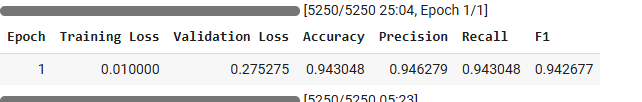 [5250/5250 25:04, Epoch 1/1]
Epoch Training Loss Validation Loss Accuracy Precision Recall F1
1 0.010000 0.275275 0.943048 0.946279 0.943048 0.942677
[5250/5250 05:23]